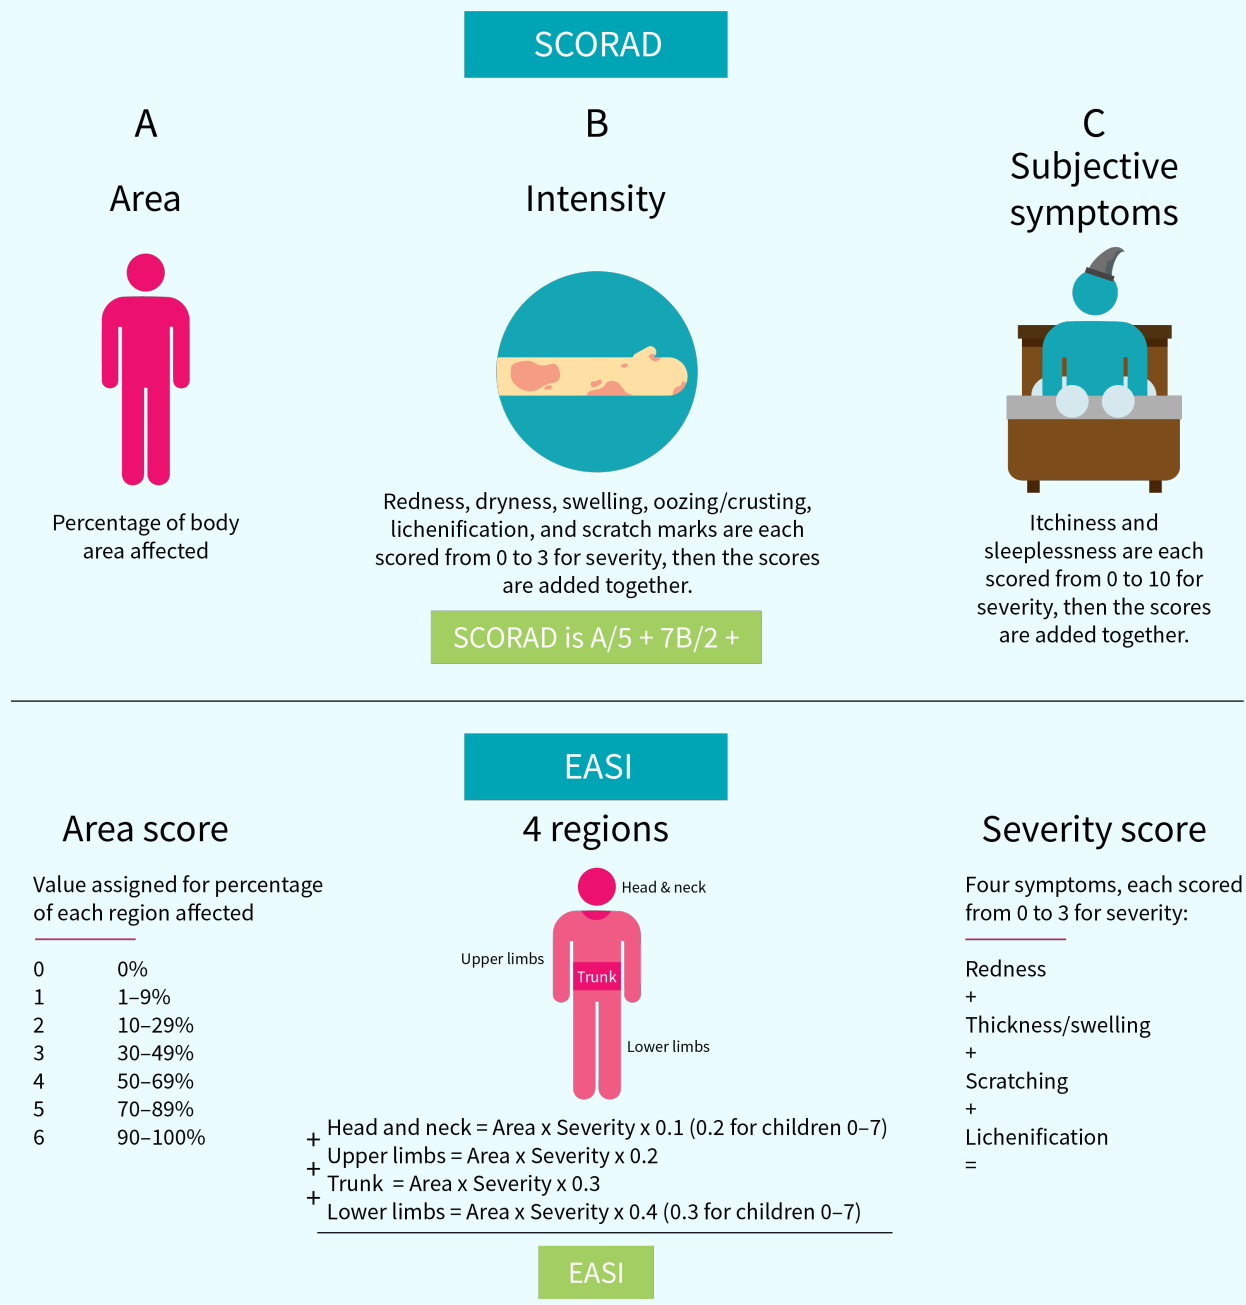 SCORAD
A
Area
Percentage of body
area affected
B
Intensity
Redness, dryness, swelling, oozing/crusting,
lichenification, and scratch marks are each
scored from 0 to 3 for severity, then the scores
are added together.
SCORAD is A/5 + 7B/2 +
C
Subjective
symptoms
Itchiness and
sleeplessness are each
scored from 0 to 10 for
severity, then the scores
are added together.
EASI
Area score
Value assigned for percentage
of each region affected
0 0%
1 1–9%
2 10–29%
3 30–49%
4 50–69%
5 70–89%
6 90–100%
4 regions
Head & neck
Upper limbs
Trunk
Lower limbs
Head and neck = Area x Severity x 0.1 (0.2 for children 0–7)
+
Upper limbs = Area x Severity x 0.2
+
Trunk = Area x Severity x 0.3
+
Lower limbs = Area x Severity x 0.4 (0.3 for children 0–7)
EASI
Severity score
Four symptoms, each scored
from 0 to 3 for severity:
Redness
+
Thickness/swelling
+
Scratching
+
Lichenification
=